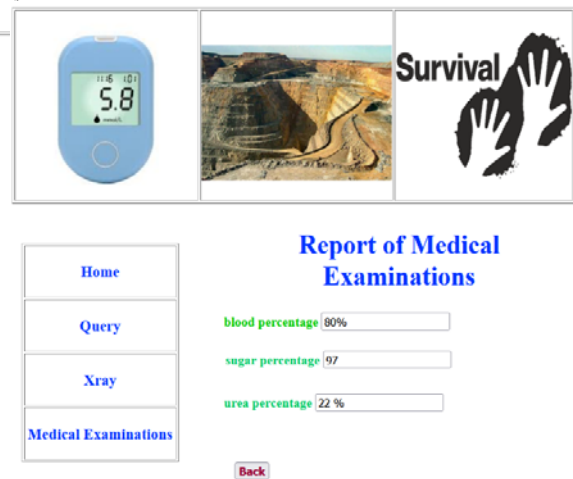 11:16 1.01
5.8
mmol/L
Survival
Home
Query
Xray
Medical Examinations
Report of Medical
Examinations
blood percentage 80%
sugar percentage 97
urea percentage 22 %
Back